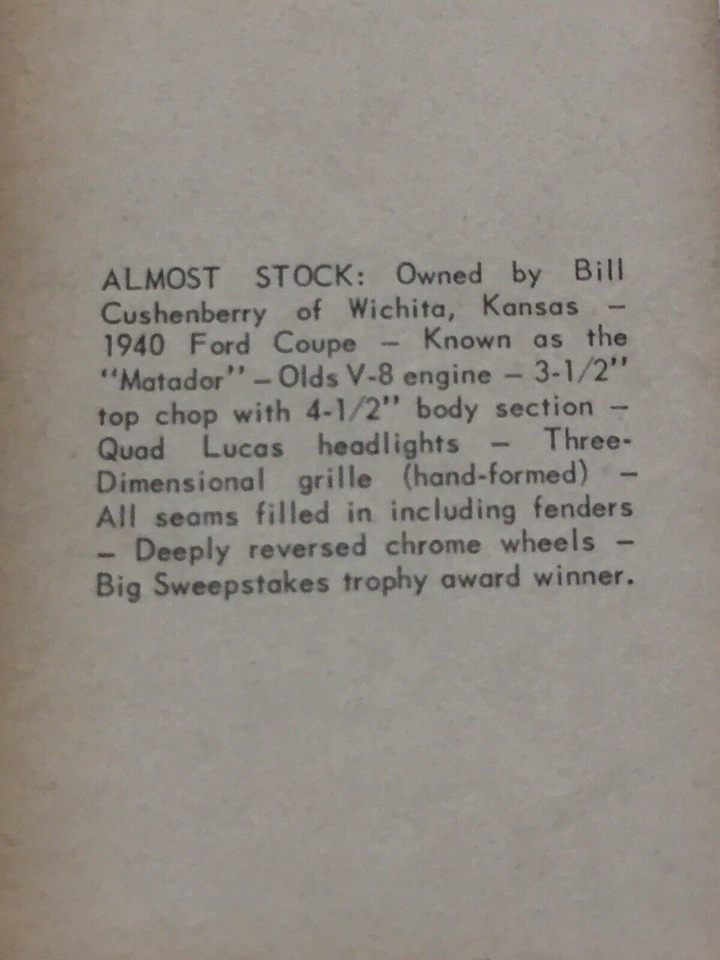 ALMOST STOCK: Owned by Bill
Cushenberry of Wichita, Kansas –
1940 Ford Coupe – Known as the
"Matador" – Olds V-8 engine – 3-1/2"
top chop with 4-1/2" body section –
Quad Lucas headlights – Three-
Dimensional grille (hand-formed) –
All seams filled in including fenders
– Deeply reversed chrome wheels –
Big Sweepstakes trophy award winner.